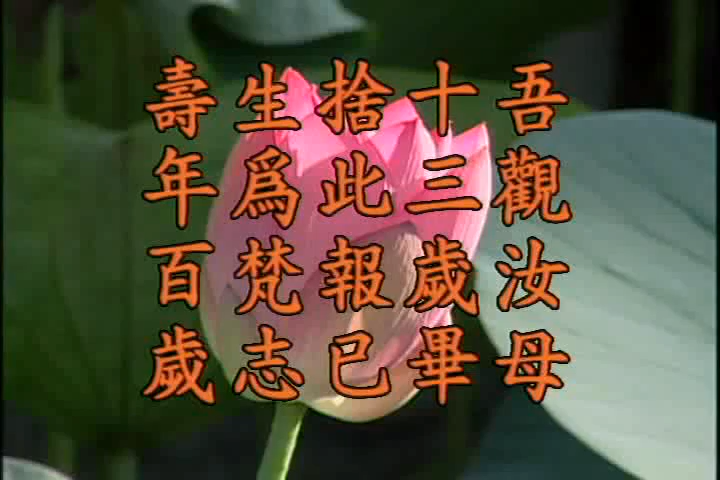 吾觀汝母
十三歲畢
捨此報已
生爲梵志
壽年百歲